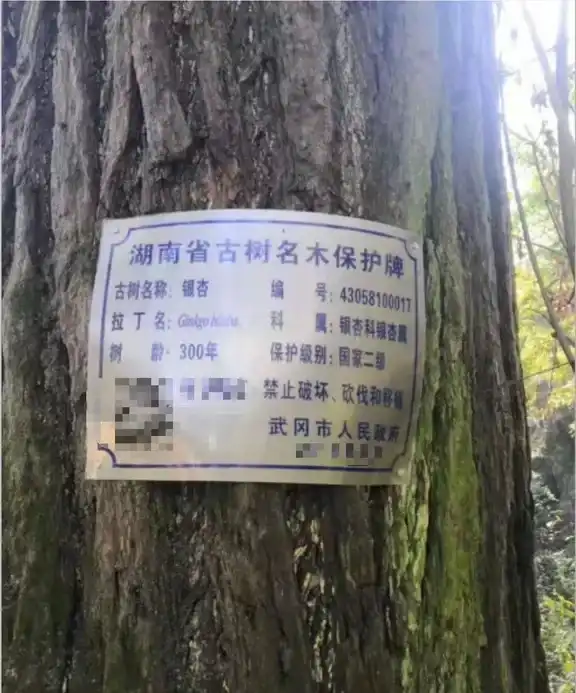 湖南省古树名木保护牌
古树名称：银杏 编 号：43058100017
拉丁名：Ginkgo biloba 科 属：银杏科银杏属
树 龄：300年 保护级别：国家二级
禁止破坏、砍伐和移植
武冈市人民政府